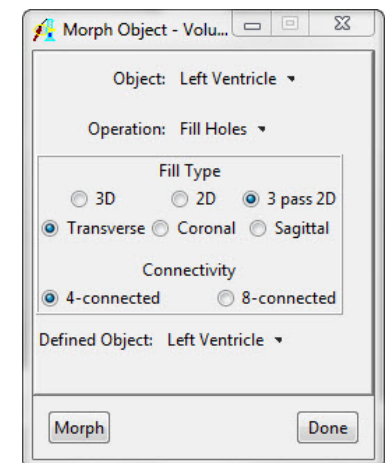 Morph Object - Volu...
Object: Left Ventricle
Operation: Fill Holes
Fill Type
3D 2D 3 pass 2D
Transverse Coronal Sagittal
Connectivity
4-connected 8-connected
Defined Object: Left Ventricle
Morph Done